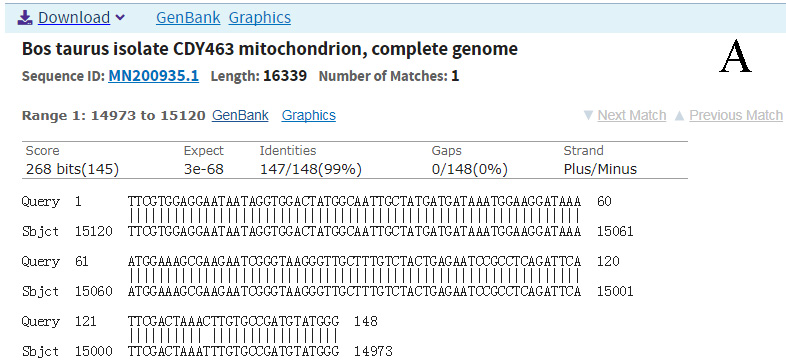 Download GenBank Graphics
Bos taurus isolate CDY463 mitochondrion, complete genome
A
Sequence ID: MN200935.1 Length: 16339 Number of Matches: 1
Range 1: 14973 to 15120 GenBank Graphics Next Match Previous Match
Score Expect Identities Gaps Strand
268 bits(145) 3e-68 147/148(99%) 0/148(0%) Plus/Minus
Query 1 TTCGTGGAGGAATAATAGGTGGACTATGGCAATTGCTATGATGATAAATGGAAGGATAAA 60
||||||||||||||||||||||||||||||||||||||||||||||||||||||||||||
Sbjct 15120 TTCGTGGAGGAATAATAGGTGGACTATGGCAATTGCTATGATGATAAATGGAAGGATAAA 15061
Query 61 ATGGAAAGCGAAGAATCGGGTAAGGGTTGCTTTGTCTACTGAGAATCCGCCTCAGATTCA 120
||||||||||||||||||||||||||||||||||||||||||||||||||||||||||||
Sbjct 15060 ATGGAAAGCGAAGAATCGGGTAAGGGTTGCTTTGTCTACTGAGAATCCGCCTCAGATTCA 15001
Query 121 TTCGACTAAACTTGTGCCGATGTATGGG 148
|||||||||| |||||||||||||||||
Sbjct 15000 TTCGACTAAATTTGTGCCGATGTATGGG 14973